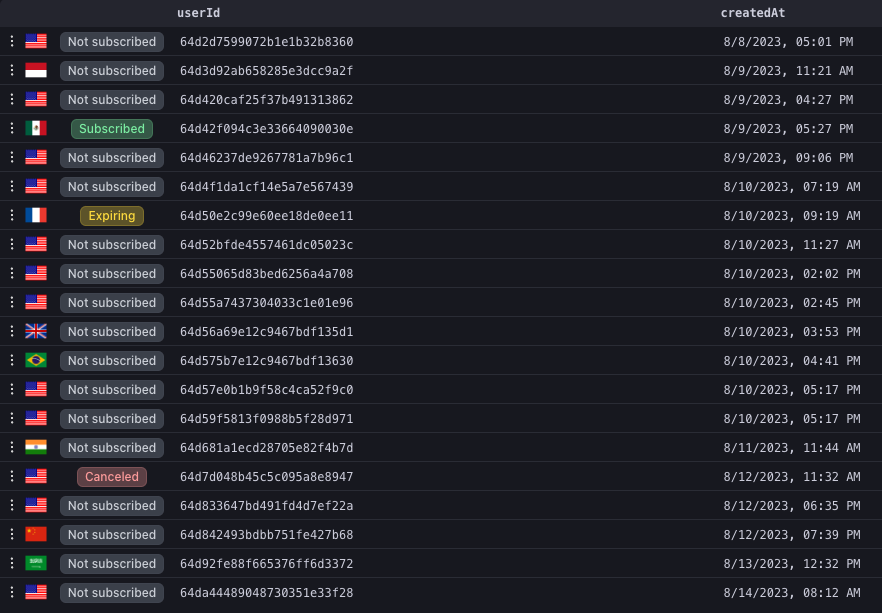 userId createdAt
Not subscribed 64d2d7599072b1e1b32b8360 8/8/2023, 05:01 PM
Not subscribed 64d3d92ab658285e3dcc9a2f 8/9/2023, 11:21 AM
Not subscribed 64d420caf25f37b491313862 8/9/2023, 04:27 PM
Subscribed 64d42f094c3e33664090030e 8/9/2023, 05:27 PM
Not subscribed 64d46237de9267781a7b96c1 8/9/2023, 09:06 PM
Not subscribed 64d4f1da1cf14e5a7e567439 8/10/2023, 07:19 AM
Expiring 64d50e2c99e60ee18de0ee11 8/10/2023, 09:19 AM
Not subscribed 64d52bfde4557461dc05023c 8/10/2023, 11:27 AM
Not subscribed 64d55065d83bed6256a4a708 8/10/2023, 02:02 PM
Not subscribed 64d55a7437304033c1e01e96 8/10/2023, 02:45 PM
Not subscribed 64d56a69e12c9467bdf135d1 8/10/2023, 03:53 PM
Not subscribed 64d575b7e12c9467bdf13630 8/10/2023, 04:41 PM
Not subscribed 64d57e0b1b9f58c4ca52f9c0 8/10/2023, 05:17 PM
Not subscribed 64d59f5813f0988b5f28d971 8/10/2023, 05:17 PM
Not subscribed 64d681a1ecd28705e82f4b7d 8/11/2023, 11:44 AM
Canceled 64d7d048b45c5c095a8e8947 8/12/2023, 11:32 AM
Not subscribed 64d833647bd491fd4d7ef22a 8/12/2023, 06:35 PM
Not subscribed 64d842493bdbb751fe427b68 8/12/2023, 07:39 PM
Not subscribed 64d92fe88f665376ff6d3372 8/13/2023, 12:32 PM
Not subscribed 64da44489048730351e33f28 8/14/2023, 08:12 AM